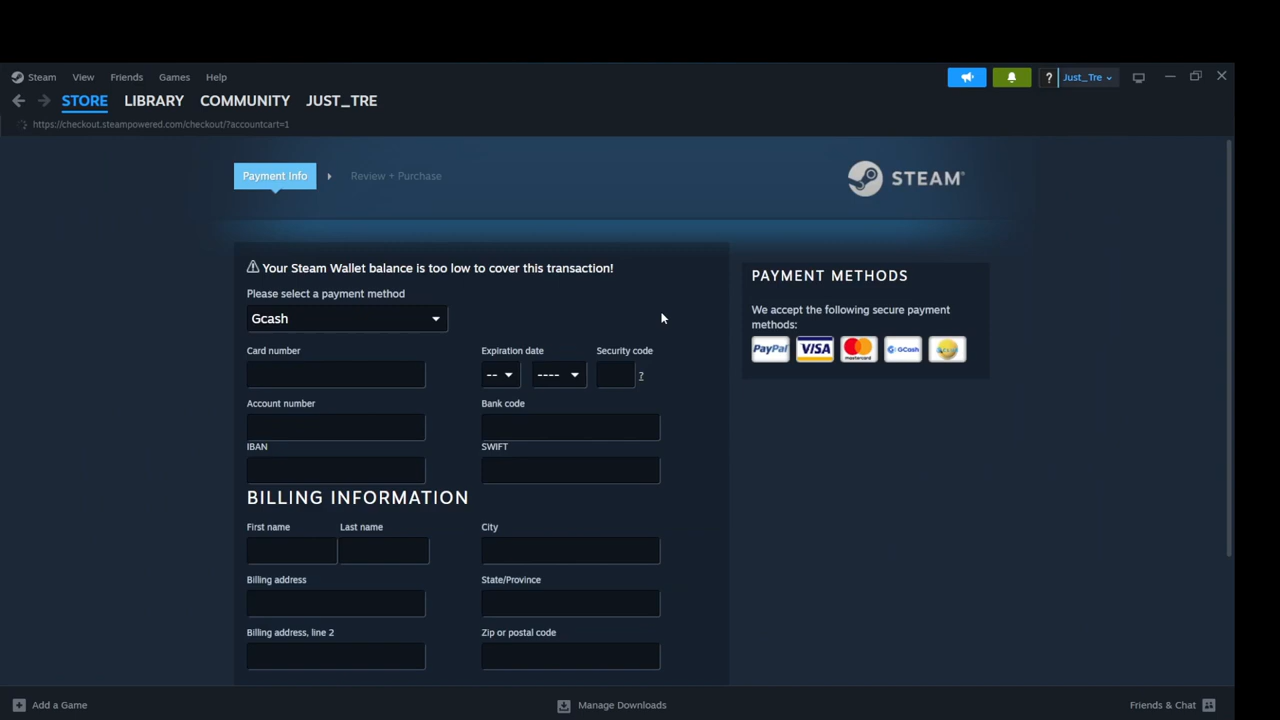 Steam View Friends Games Help
? Just_Tre
STORE LIBRARY COMMUNITY JUST_TRE
https://checkout.steampowered.com/checkout/?accountcart=1
Payment Info Review + Purchase
STEAM®
Your Steam Wallet balance is too low to cover this transaction!
Please select a payment method
Gcash
Card number Expiration date Security code
-- ---- ?
Account number Bank code
IBAN SWIFT
BILLING INFORMATION
First name Last name City
Billing address State/Province
Billing address, line 2 Zip or postal code
PAYMENT METHODS
We accept the following secure payment
methods:
PayPal VISA mastercard GCash
Add a Game Manage Downloads Friends & Chat